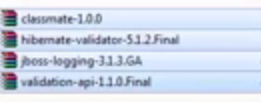 classmate-1.0.0
hibernate-validator-5.1.2.Final
jboss-logging-3.1.3.GA
validation-api-1.1.0.Final